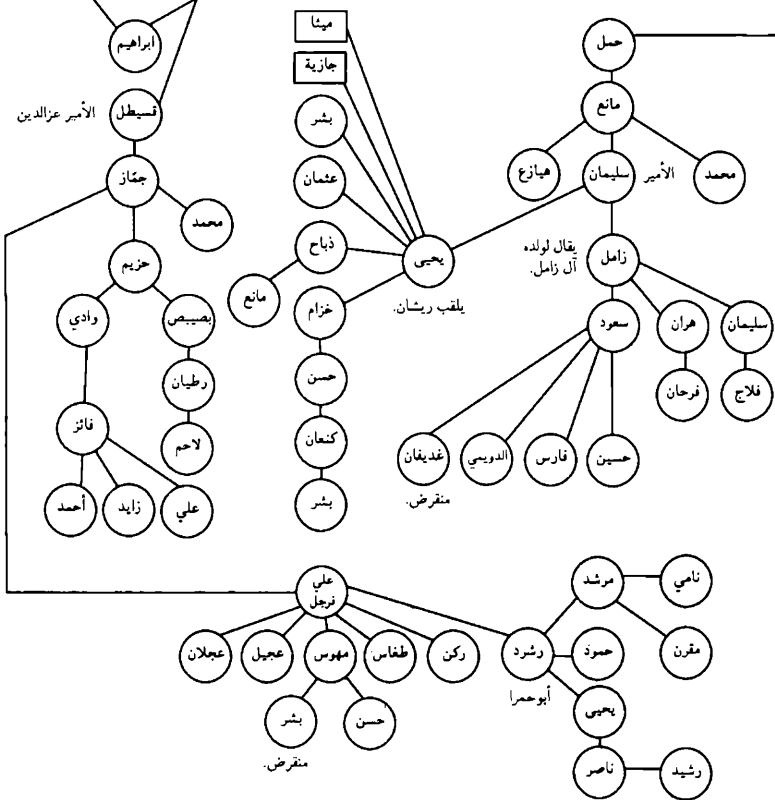 ميثا
حمل
ابراهيم
جازية
مانع
الأمير عزالدين
قسيطل
بشر
محمد
الأمير
سليمان
هيازع
عثمان
جمّاز
محمد
ذباح
يحيى
يلقب ريشان.
زامل
يقال لولده
آل زامل.
حزيم
مانع
خزام
سليمان
هران
سعود
بصيبص
وادي
حسن
فلاج
فرحان
رطيان
كنعان
فائز
لاحم
حسين
فارس
الدويمي
غديفان
منقرض.
بشر
علي
زايد
أحمد
علي
فرجل
نامي
مرشد
مقرن
حمود
رشرد
أبوحمرا
ركن
طغاس
مهوس
عجيل
عجلان
حسن
بشر
منقرض.
يحيى
رشيد
ناصر